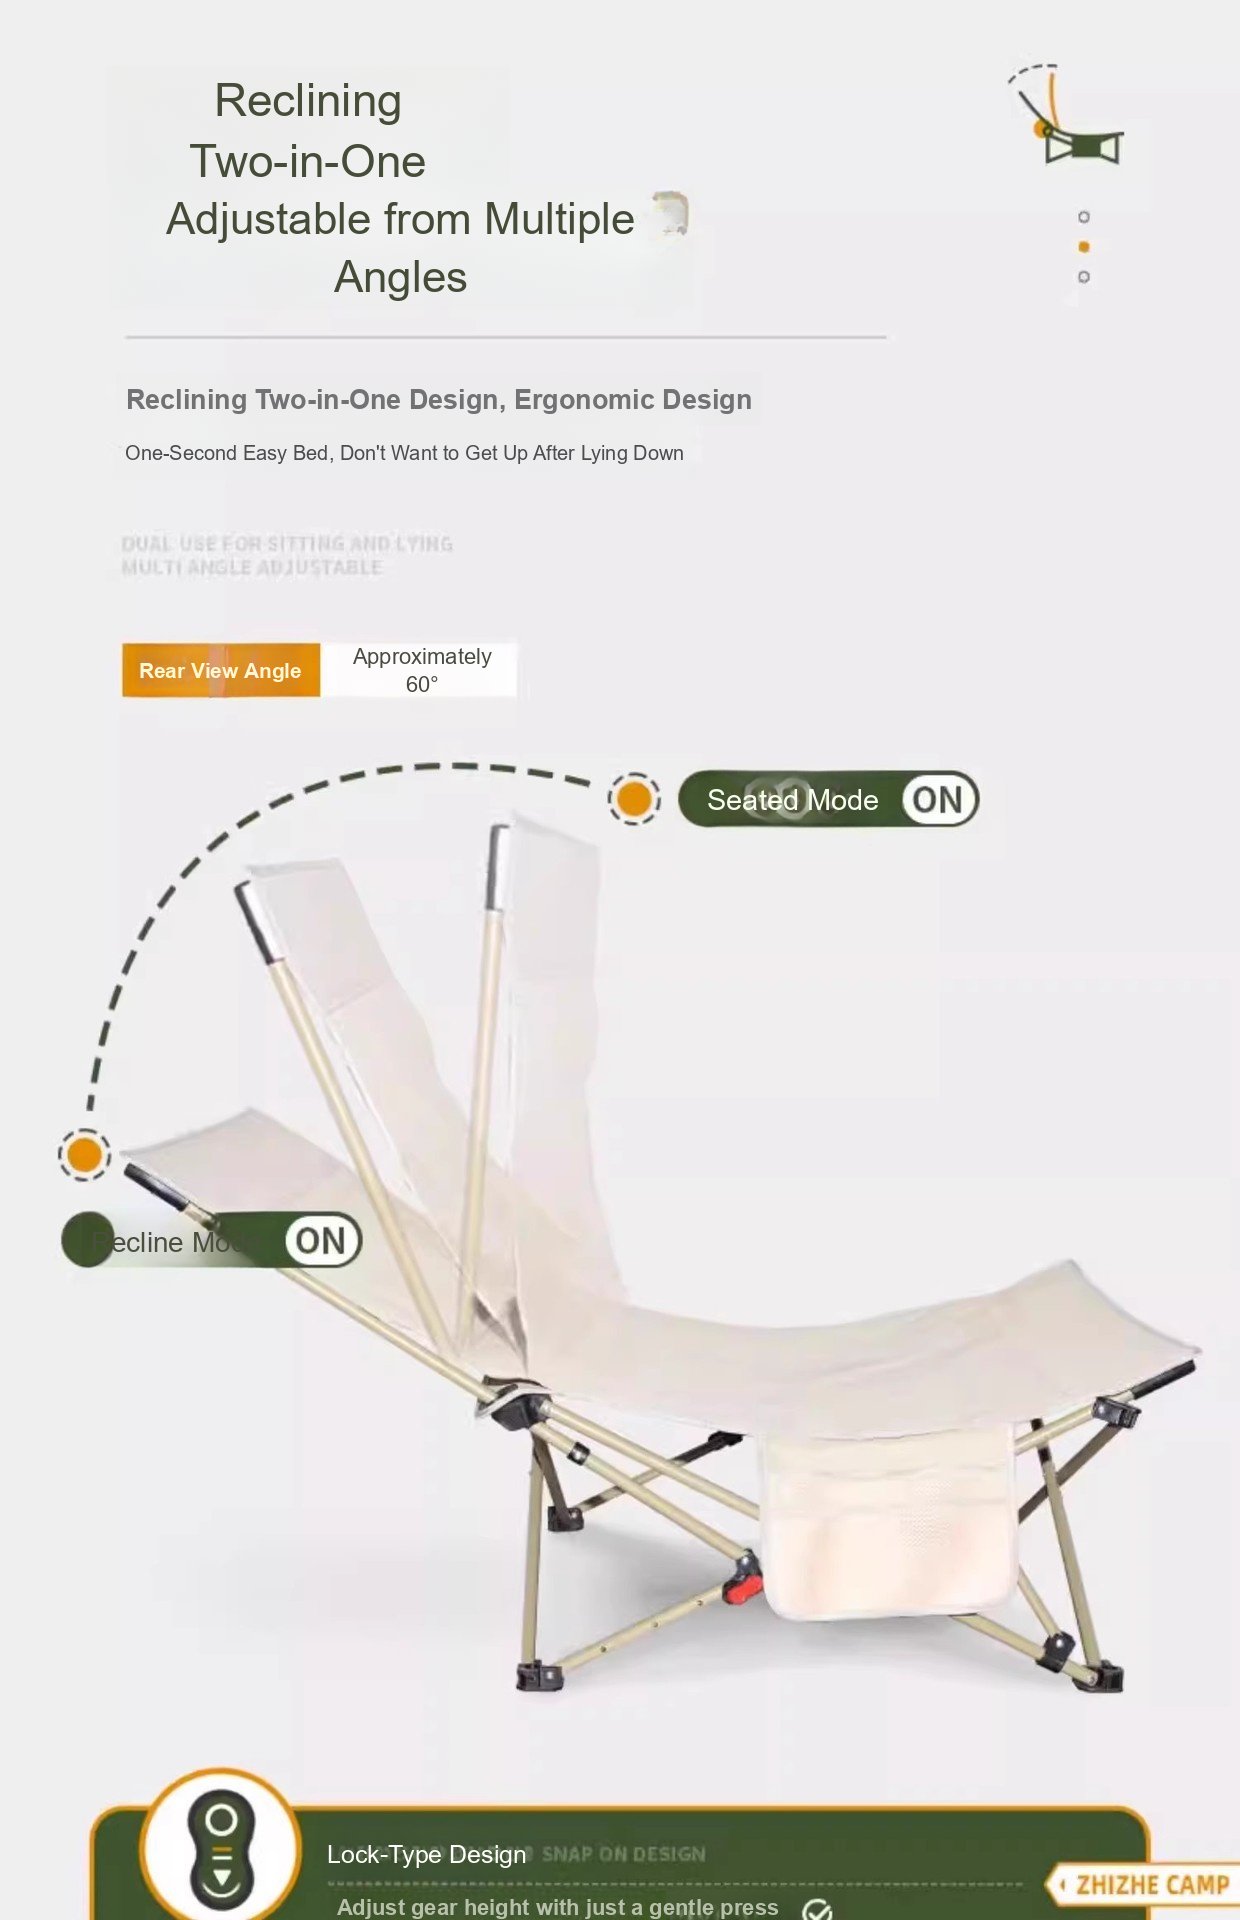 Reclining
Two-in-One
Adjustable from Multiple
Angles
Reclining Two-in-One Design, Ergonomic Design
One-Second Easy Bed, Don't Want to Get Up After Lying Down
DUAL USE FOR SITTING AND LYING
MULTI ANGLE ADJUSTABLE
Rear View Angle
Approximately
60°
Seated Mode ON
Recline Mode ON
Lock-Type Design
SNAP ON DESIGN
ZHIZHE CAMP
Adjust gear height with just a gentle press